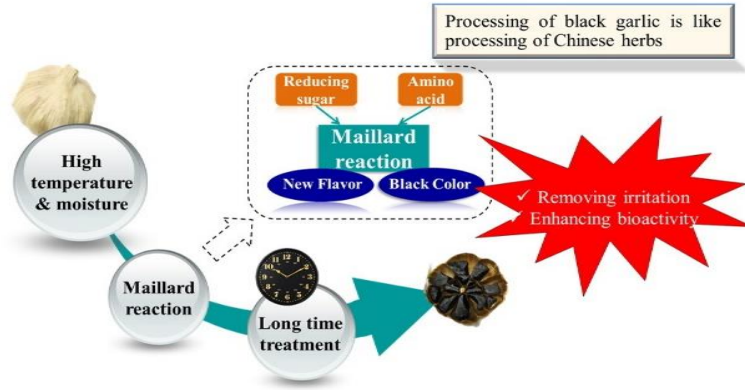 Processing of black garlic is like
processing of Chinese herbs
Reducing
sugar
Amino
acid
Maillard
reaction
New Flavor
Black Color
✓ Removing irritation
✓ Enhancing bioactivity
High
temperature
& moisture
Maillard
reaction
Long time
treatment